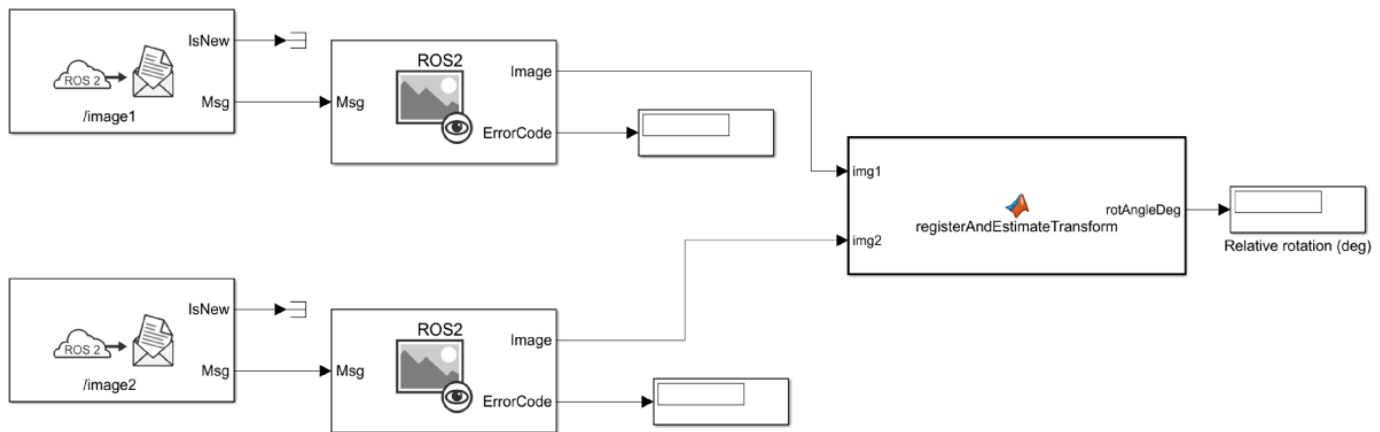 IsNew
ROS 2
Msg
/image1
ROS2
Msg
Image
ErrorCode
img1
img2
registerAndEstimateTransform
rotAngleDeg
Relative rotation (deg)
IsNew
ROS 2
Msg
/image2
ROS2
Msg
Image
ErrorCode